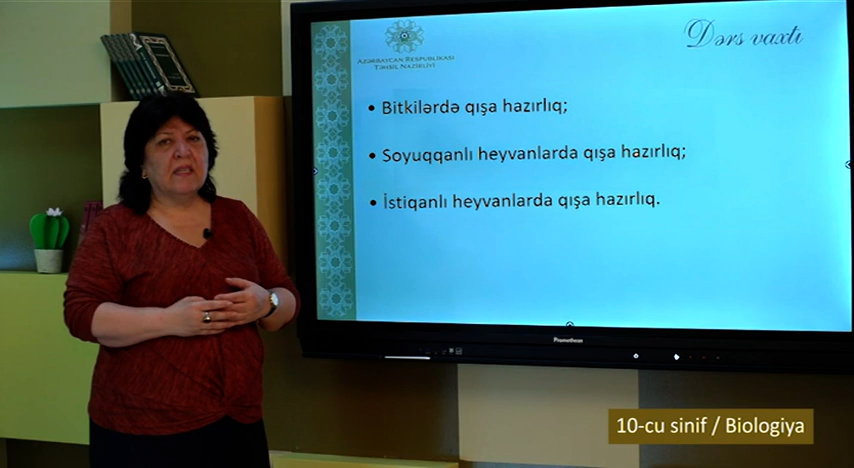 AZƏRBAYCAN RESPUBLİKASI
TƏHSİL NAZİRLİYİ
Dərs vaxtı
• Bitkilərdə qışa hazırlıq;
• Soyuqqanlı heyvanlarda qışa hazırlıq;
• İstiqanlı heyvanlarda qışa hazırlıq.
Promethean
10-cu sinif / Biologiya